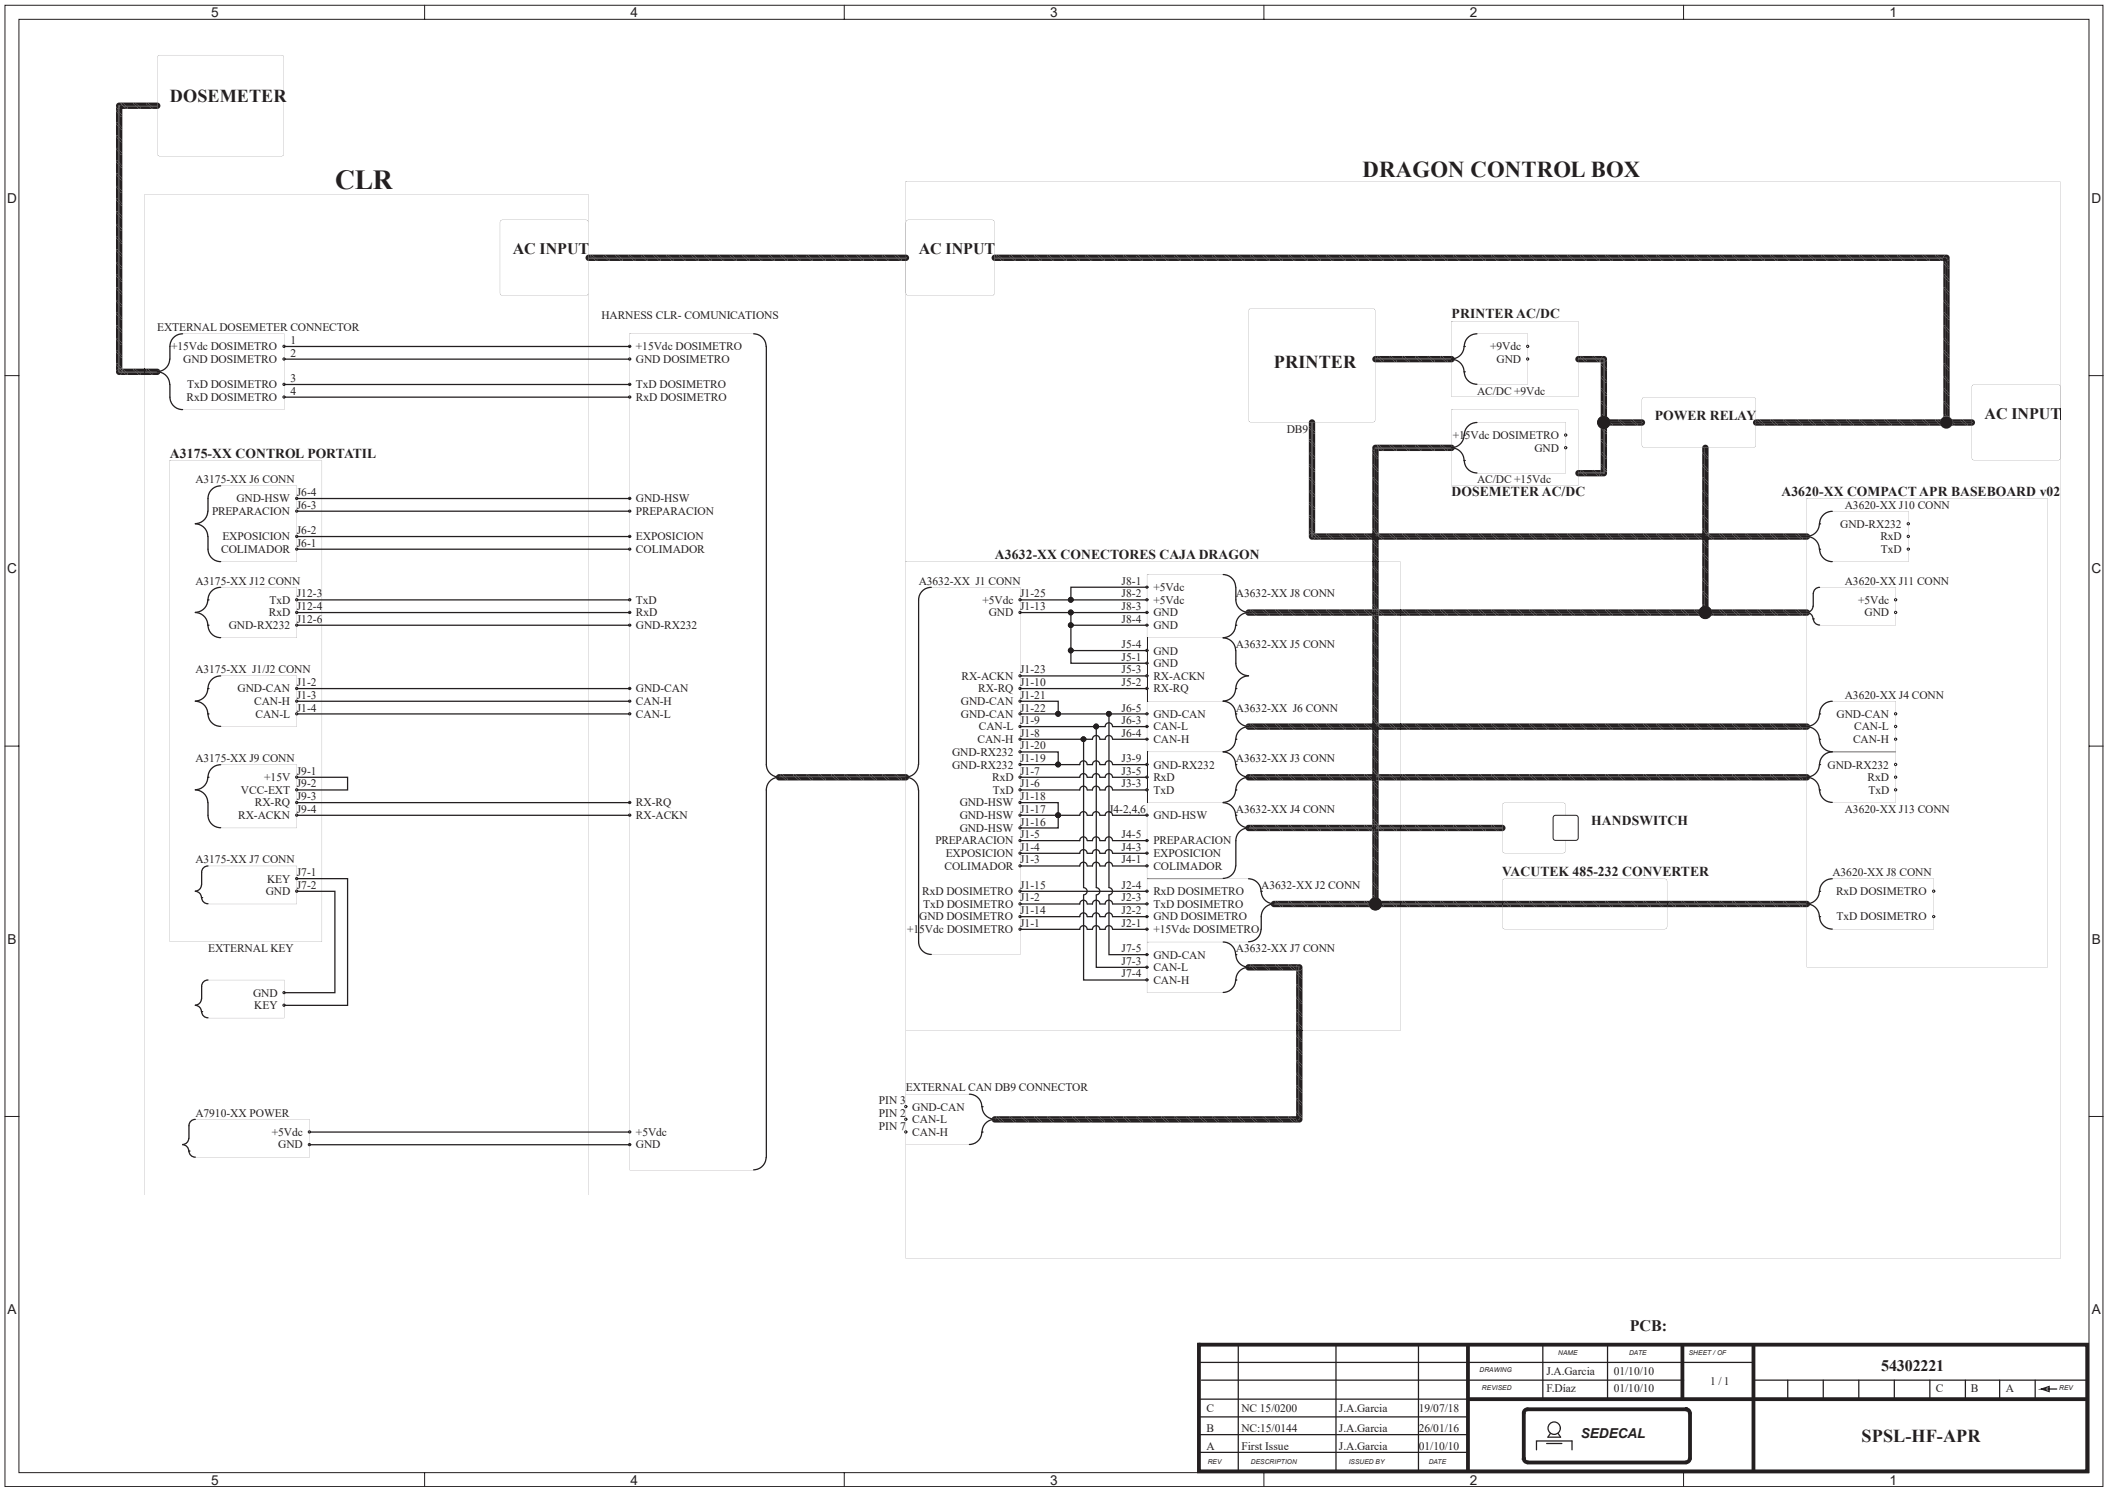 5 4 3 2 1
DOSEMETER
CLR
DRAGON CONTROL BOX
D D
AC INPUT
AC INPUT
EXTERNAL DOSEMETER CONNECTOR
+15Vdc DOSIMETRO 1
GND DOSIMETRO 2
TxD DOSIMETRO 3
RxD DOSIMETRO 4
HARNESS CLR- COMUNICATIONS
+15Vdc DOSIMETRO
GND DOSIMETRO
TxD DOSIMETRO
RxD DOSIMETRO
PRINTER
DB9
PRINTER AC/DC
+9Vdc
GND
AC/DC +9Vdc
+15Vdc DOSIMETRO
GND
AC/DC +15Vdc
DOSEMETER AC/DC
POWER RELAY
AC INPUT
A3175-XX CONTROL PORTATIL
A3175-XX J6 CONN
GND-HSW J6-4
PREPARACION J6-3
EXPOSICION J6-2
COLIMADOR J6-1
GND-HSW
PREPARACION
EXPOSICION
COLIMADOR
C C
A3175-XX J12 CONN
TxD J12-3
RxD J12-4
GND-RX232 J12-6
TxD
RxD
GND-RX232
A3175-XX J1/J2 CONN
GND-CAN J1-2
CAN-H J1-3
CAN-L J1-4
GND-CAN
CAN-H
CAN-L
A3175-XX J9 CONN
+15V J9-1
VCC-EXT J9-2
RX-RQ J9-3
RX-ACKN J9-4
RX-RQ
RX-ACKN
A3175-XX J7 CONN
KEY J7-1
GND J7-2
B B
EXTERNAL KEY
GND
KEY
A7910-XX POWER
+5Vdc
GND
+5Vdc
GND
A3632-XX CONECTORES CAJA DRAGON
A3632-XX J1 CONN
+5Vdc J1-25
GND J1-13
RX-ACKN J1-23
RX-RQ J1-10
GND-CAN J1-21
GND-CAN J1-22
CAN-L J1-9
CAN-H J1-8
GND-RX232 J1-20
GND-RX232 J1-19
RxD J1-7
TxD J1-6
GND-HSW J1-18
GND-HSW J1-17
GND-HSW J1-16
PREPARACION J1-5
EXPOSICION J1-4
COLIMADOR J1-3
RxD DOSIMETRO J1-15
TxD DOSIMETRO J1-2
GND DOSIMETRO J1-14
+15Vdc DOSIMETRO J1-1
A3632-XX J8 CONN
J8-1 +5Vdc
J8-2 +5Vdc
J8-3 GND
J8-4 GND
A3632-XX J5 CONN
J5-4 GND
J5-1 GND
J5-3 RX-ACKN
J5-2 RX-RQ
A3632-XX J6 CONN
J6-5 GND-CAN
J6-3 CAN-L
J6-4 CAN-H
A3632-XX J3 CONN
J3-9 GND-RX232
J3-5 RxD
J3-3 TxD
A3632-XX J4 CONN
J4-2,4,6 GND-HSW
J4-5 PREPARACION
J4-3 EXPOSICION
J4-1 COLIMADOR
A3632-XX J2 CONN
J2-4 RxD DOSIMETRO
J2-3 TxD DOSIMETRO
J2-2 GND DOSIMETRO
J2-1 +15Vdc DOSIMETRO
A3632-XX J7 CONN
J7-5 GND-CAN
J7-3 CAN-L
J7-4 CAN-H
EXTERNAL CAN DB9 CONNECTOR
PIN 3 GND-CAN
PIN 2 CAN-L
PIN 7 CAN-H
HANDSWITCH
VACUTEK 485-232 CONVERTER
A3620-XX COMPACT APR BASEBOARD v02
A3620-XX J10 CONN
GND-RX232
RxD
TxD
A3620-XX J11 CONN
+5Vdc
GND
A3620-XX J4 CONN
GND-CAN
CAN-L
CAN-H
GND-RX232
RxD
TxD
A3620-XX J13 CONN
A3620-XX J8 CONN
RxD DOSIMETRO
TxD DOSIMETRO
A A
PCB:
NAME DATE SHEET / OF
DRAWING J.A.Garcia 01/10/10 1 / 1
REVISED F.Díaz 01/10/10
54302221
C B A REV
C NC 15/0200 J.A.Garcia 19/07/18
B NC:15/0144 J.A.Garcia 26/01/16
A First Issue J.A.Garcia 01/10/10
REV DESCRIPTION ISSUED BY DATE
SEDECAL
SPSL-HF-APR
5 4 3 2 1